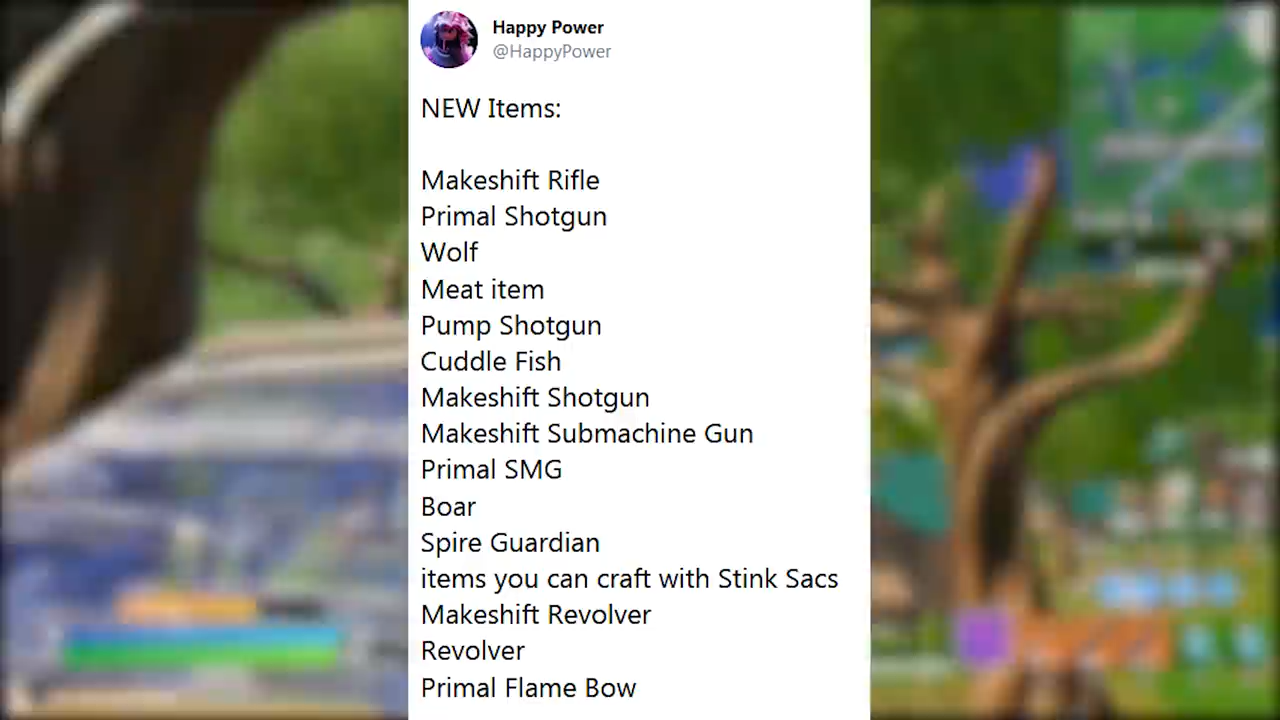 Happy Power
@HappyPower
NEW Items:
Makeshift Rifle
Primal Shotgun
Wolf
Meat item
Pump Shotgun
Cuddle Fish
Makeshift Shotgun
Makeshift Submachine Gun
Primal SMG
Boar
Spire Guardian
items you can craft with Stink Sacs
Makeshift Revolver
Revolver
Primal Flame Bow